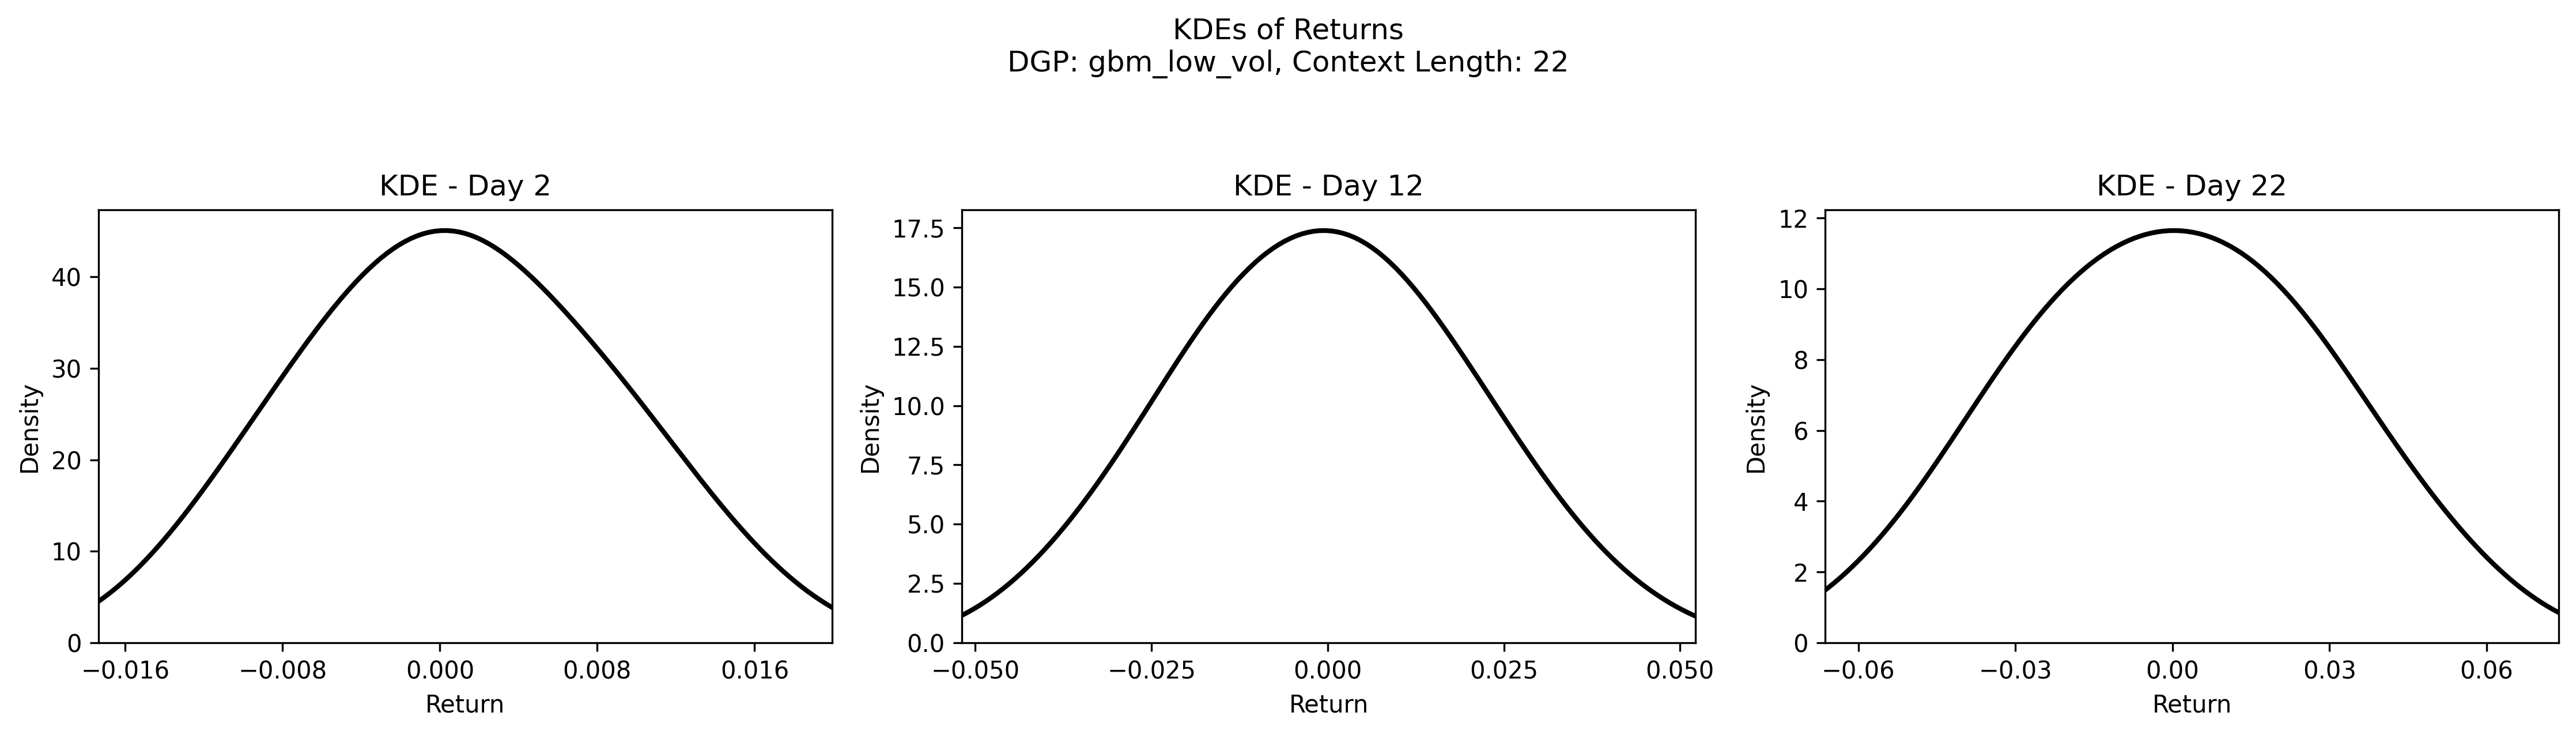 KDEs of Returns
DGP: gbm_low_vol, Context Length: 22
KDE - Day 2
Density
40
30
20
10
0
−0.016 −0.008 0.000 0.008 0.016
Return
KDE - Day 12
Density
17.5
15.0
12.5
10.0
7.5
5.0
2.5
0.0
−0.050 −0.025 0.000 0.025 0.050
Return
KDE - Day 22
Density
12
10
8
6
4
2
0
−0.06 −0.03 0.00 0.03 0.06
Return